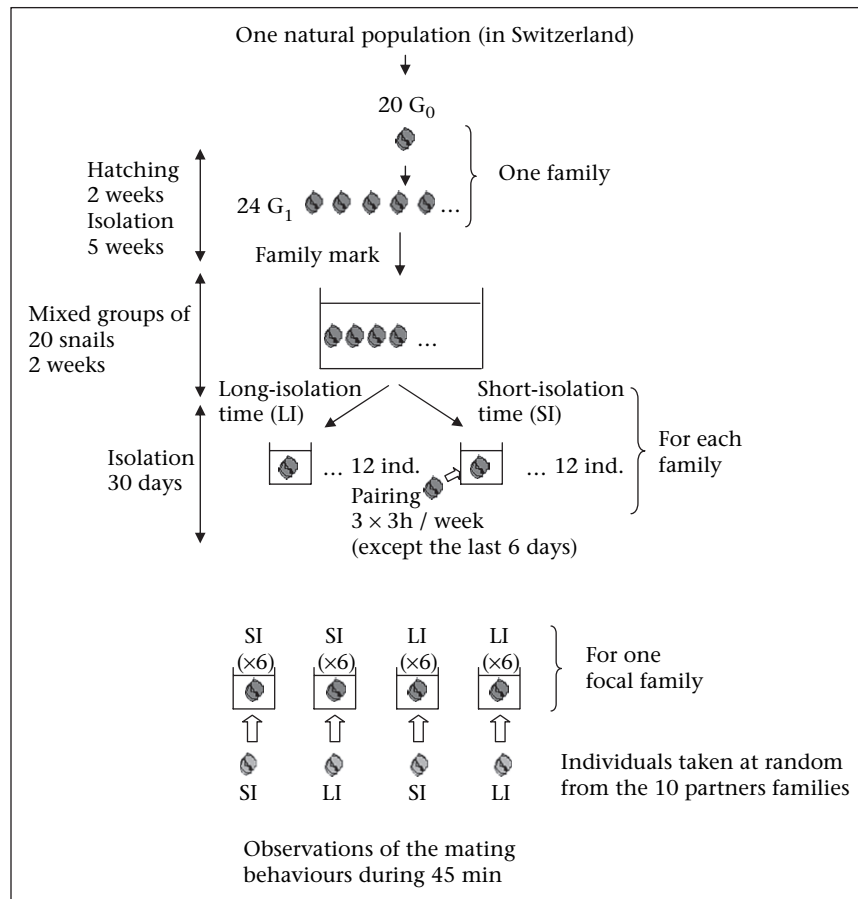 One natural population (in Switzerland)
20 G0
Hatching
2 weeks
Isolation
5 weeks
One family
24 G1
...
Family mark
Mixed groups of
20 snails
2 weeks
...
Long-isolation
time (LI)
Short-isolation
time (SI)
Isolation
30 days
... 12 ind.
... 12 ind.
For each
family
Pairing
3 × 3h / week
(except the last 6 days)
SI SI LI LI
(×6) (×6) (×6) (×6)
For one
focal family
SI LI SI LI
Individuals taken at random
from the 10 partners families
Observations of the mating
behaviours during 45 min